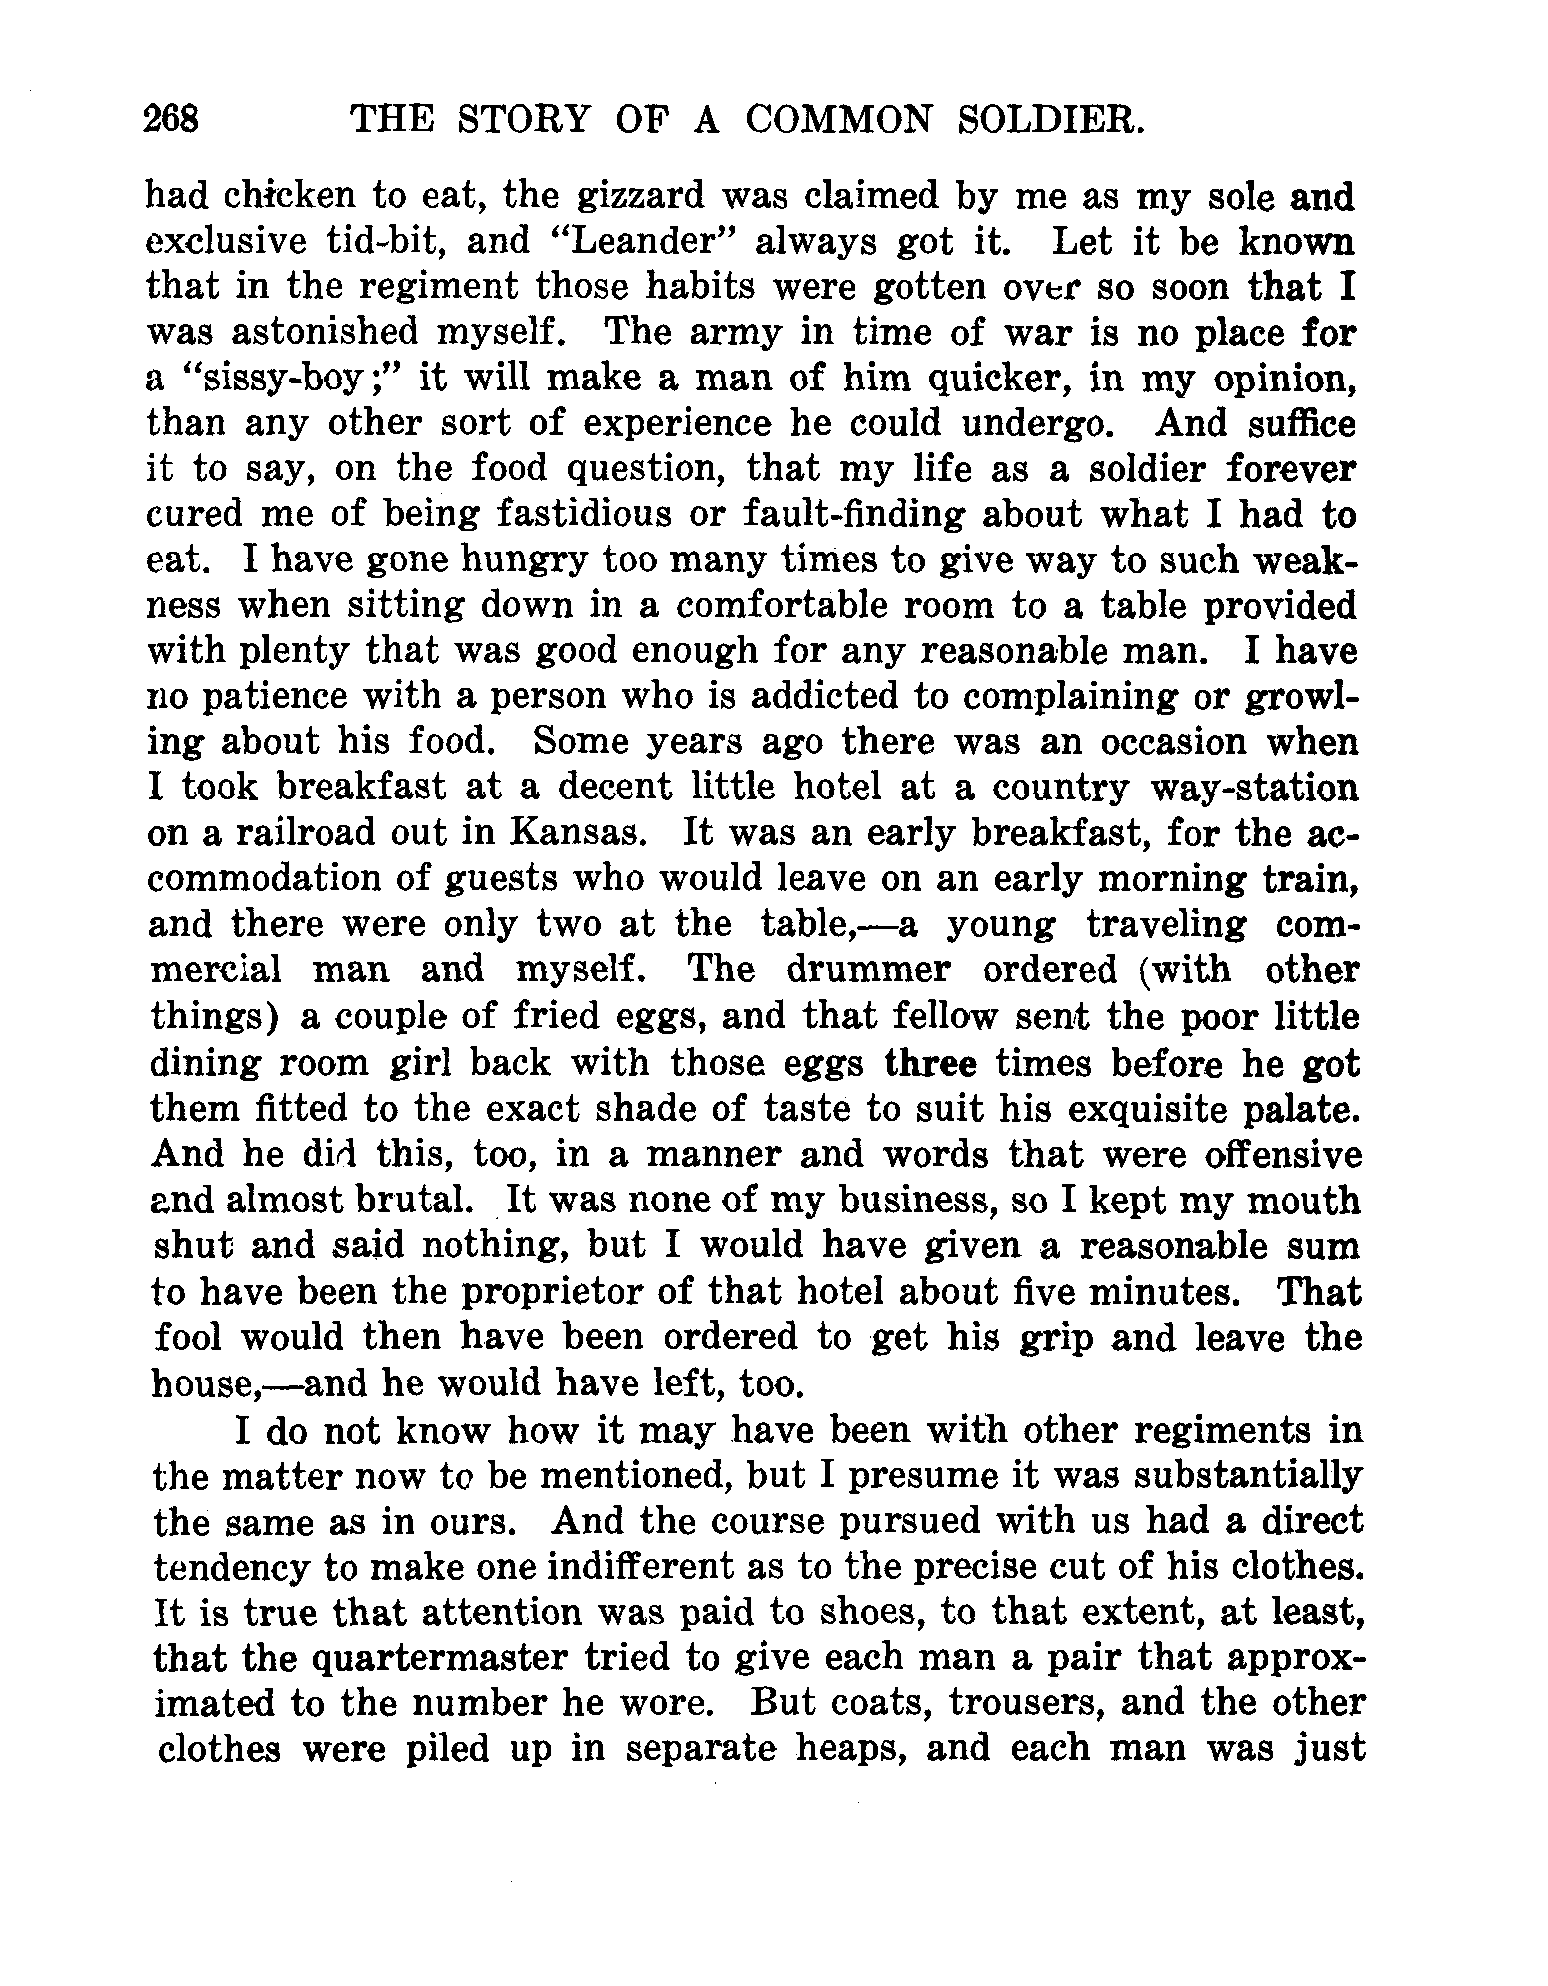 268 THE STORY OF A COMMON SOLDIER.
had chicken to eat, the gizzard was claimed by me as my sole and
exclusive tid-bit, and “Leander” always got it. Let it be known
that in the regiment those habits were gotten over so soon that I
was astonished myself. The army in time of war is no place for
a “sissy-boy;” it will make a man of him quicker, in my opinion,
than any other sort of experience he could undergo. And suffice
it to say, on the food question, that my life as a soldier forever
cured me of being fastidious or fault-finding about what I had to
eat. I have gone hungry too many times to give way to such weak-
ness when sitting down in a comfortable room to a table provided
with plenty that was good enough for any reasonable man. I have
no patience with a person who is addicted to complaining or growl-
ing about his food. Some years ago there was an occasion when
I took breakfast at a decent little hotel at a country way-station
on a railroad out in Kansas. It was an early breakfast, for the ac-
commodation of guests who would leave on an early morning train,
and there were only two at the table,—a young traveling com-
mercial man and myself. The drummer ordered (with other
things) a couple of fried eggs, and that fellow sent the poor little
dining room girl back with those eggs three times before he got
them fitted to the exact shade of taste to suit his exquisite palate.
And he did this, too, in a manner and words that were offensive
and almost brutal. It was none of my business, so I kept my mouth
shut and said nothing, but I would have given a reasonable sum
to have been the proprietor of that hotel about five minutes. That
fool would then have been ordered to get his grip and leave the
house,—and he would have left, too.
I do not know how it may have been with other regiments in
the matter now to be mentioned, but I presume it was substantially
the same as in ours. And the course pursued with us had a direct
tendency to make one indifferent as to the precise cut of his clothes.
It is true that attention was paid to shoes, to that extent, at least,
that the quartermaster tried to give each man a pair that approx-
imated to the number he wore. But coats, trousers, and the other
clothes were piled up in separate heaps, and each man was just